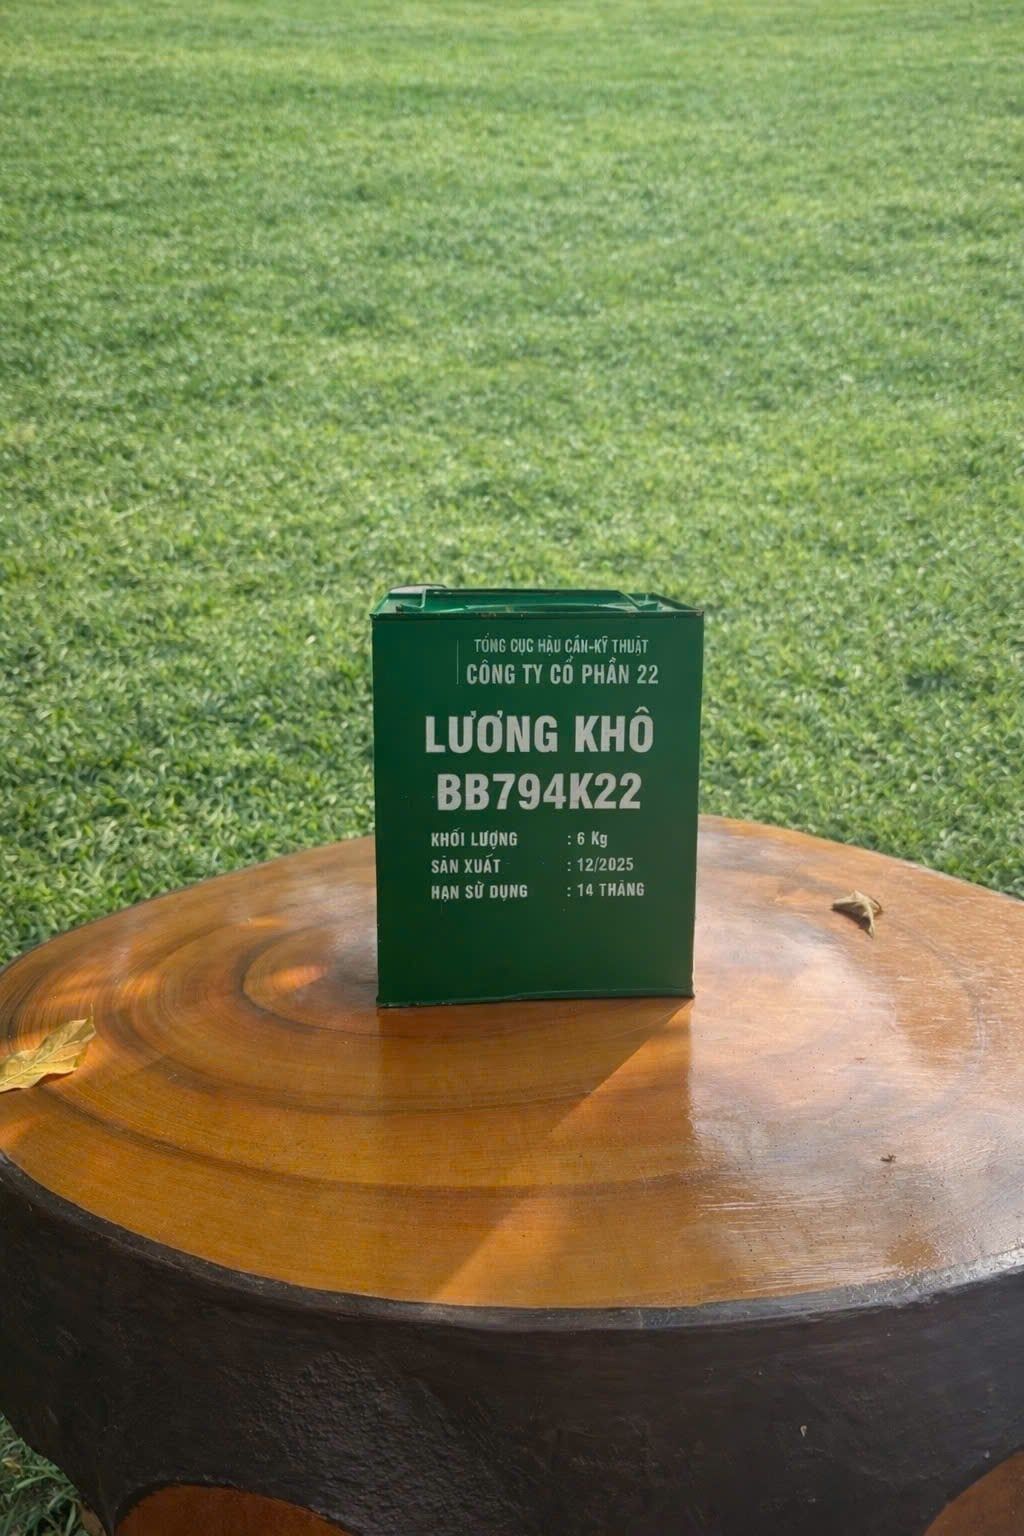 TỔNG CỤC HẬU CẦN-KỸ THUẬT
CÔNG TY CỔ PHẦN 22
LƯƠNG KHÔ
BB794K22
KHỐI LƯỢNG : 6 Kg
SẢN XUẤT : 12/2025
HẠN SỬ DỤNG : 14 THÁNG